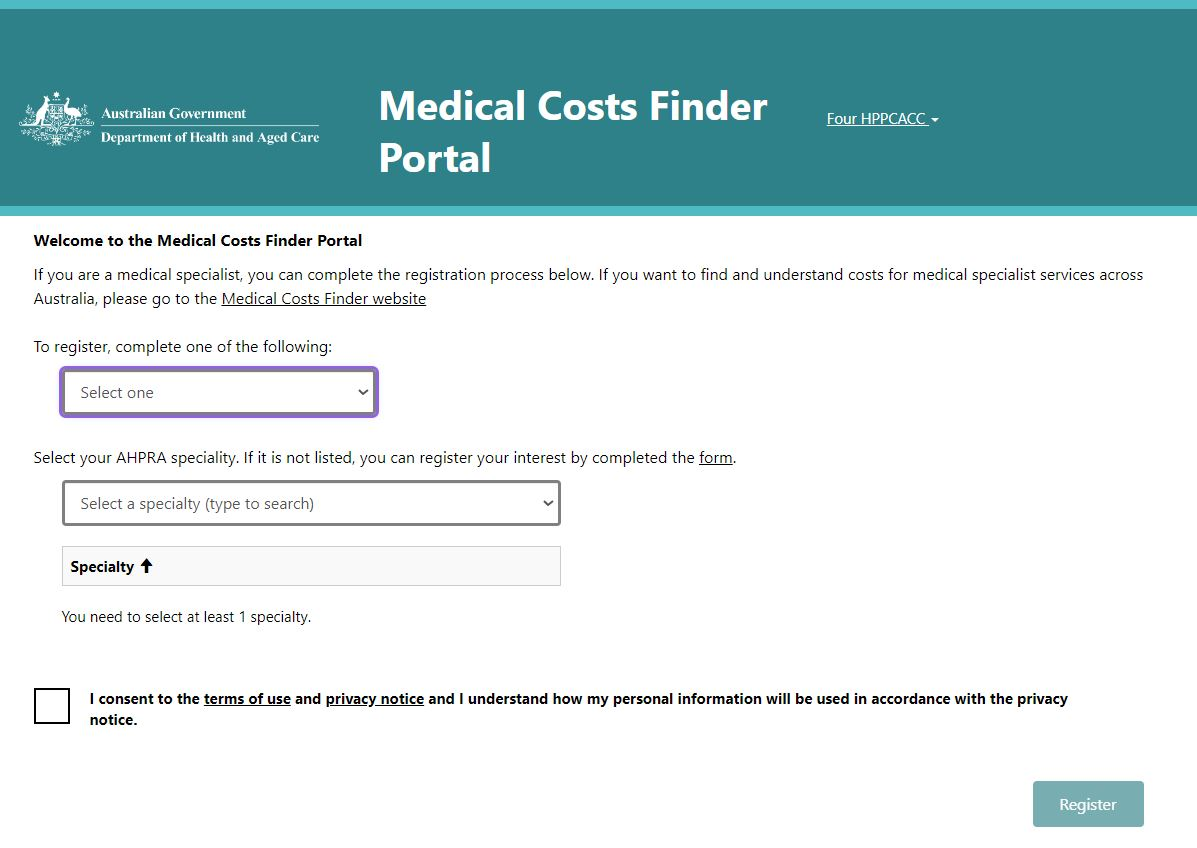 Australian Government
Department of Health and Aged Care
Medical Costs Finder
Portal
Four HPPCACC
Welcome to the Medical Costs Finder Portal
If you are a medical specialist, you can complete the registration process below. If you want to find and understand costs for medical specialist services across
Australia, please go to the Medical Costs Finder website
To register, complete one of the following:
Select one
Select your AHPRA speciality. If it is not listed, you can register your interest by completed the form.
Select a specialty (type to search)
Specialty
You need to select at least 1 specialty.
I consent to the terms of use and privacy notice and I understand how my personal information will be used in accordance with the privacy
notice.
Register